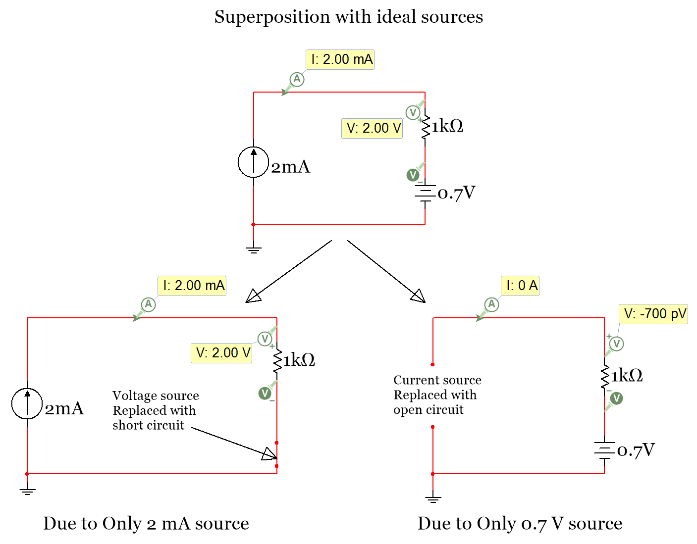 Superposition with ideal sources
I: 2.00 mA
A
V
V: 2.00 V
1kΩ
2mA
V
0.7V
I: 2.00 mA
A
V: 2.00 V
V
1kΩ
2mA
Voltage source
Replaced with
short circuit
V
Due to Only 2 mA source
I: 0 A
A
V: -700 pV
V
1kΩ
Current source
Replaced with
open circuit
V
0.7V
Due to Only 0.7 V source